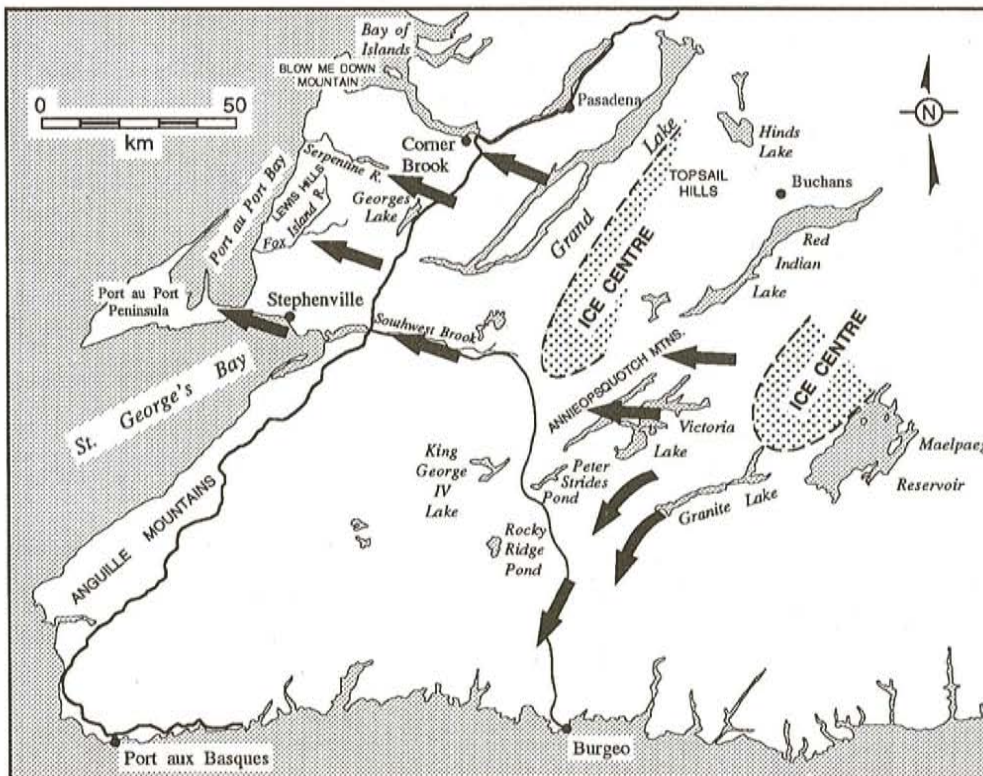 Bay of
Islands
BLOW ME DOWN
MOUNTAIN
0 50
km
Pasadena
N
Corner
Brook
Hinds
Lake
Serpentine R.
Lake
TOPSAIL
HILLS
Buchans
Port au Port Bay
LEWIS HILLS
Fox Island R.
Georges
Lake
Grand
Red
Indian
Lake
Port au Port
Peninsula
Stephenville
ICE CENTRE
Southwest Brook
ANNIEOPSQUOTCH MTNS.
ICE CENTRE
St. George's Bay
Victoria
Lake
Maelpaeg
Reservoir
King
George
IV
Lake
Peter
Strides
Pond
Granite Lake
Rocky
Ridge
Pond
ANGUILLE MOUNTAINS
Port aux Basques
Burgeo